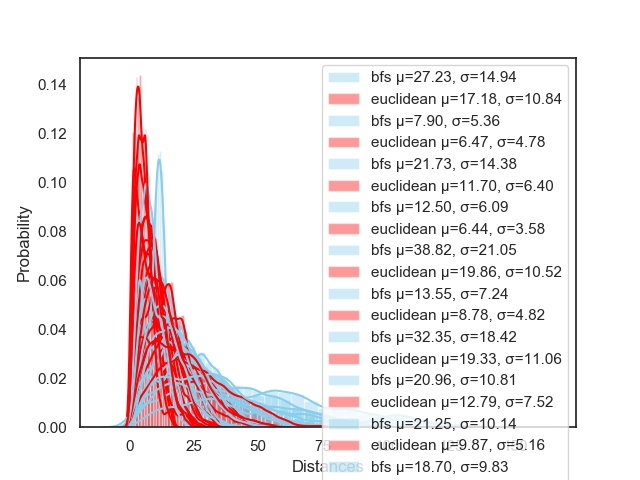 0.14
0.12
0.10
0.08
0.06
0.04
0.02
0.00
Probability
0
25
50
Distances
bfs μ=27.23, σ=14.94
euclidean μ=17.18, σ=10.84
bfs μ=7.90, σ=5.36
euclidean μ=6.47, σ=4.78
bfs μ=21.73, σ=14.38
euclidean μ=11.70, σ=6.40
bfs μ=12.50, σ=6.09
euclidean μ=6.44, σ=3.58
bfs μ=38.82, σ=21.05
euclidean μ=19.86, σ=10.52
bfs μ=13.55, σ=7.24
euclidean μ=8.78, σ=4.82
bfs μ=32.35, σ=18.42
euclidean μ=19.33, σ=11.06
bfs μ=20.96, σ=10.81
euclidean μ=12.79, σ=7.52
bfs μ=21.25, σ=10.14
euclidean μ=9.87, σ=5.16
bfs μ=18.70, σ=9.83